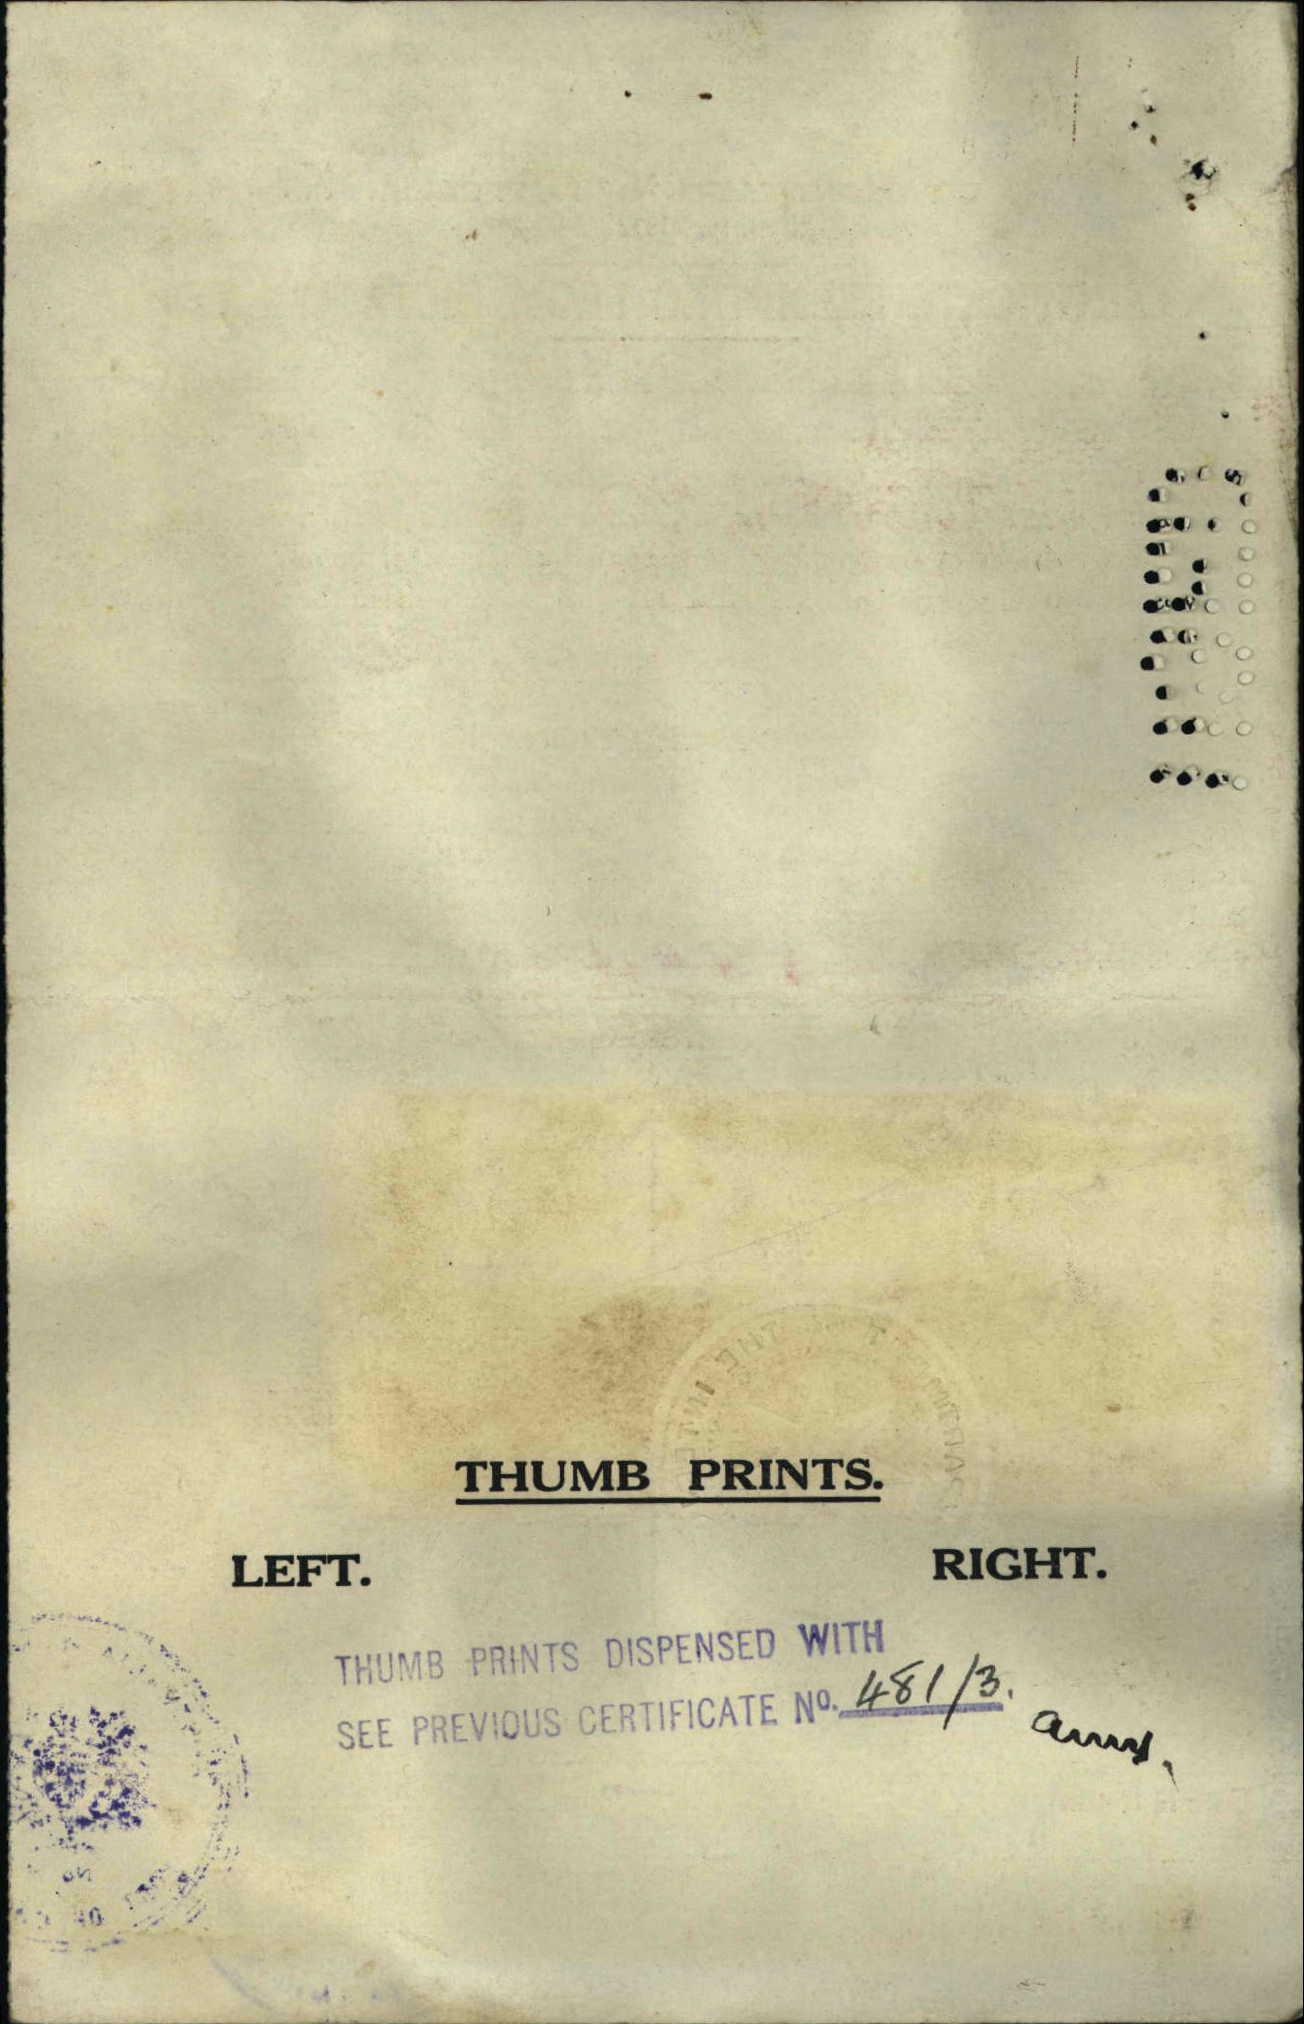 THUMB PRINTS.
LEFT.
RIGHT.
THUMB PRINTS DISPENSED WITH
SEE PREVIOUS CERTIFICATE No. 481/3.